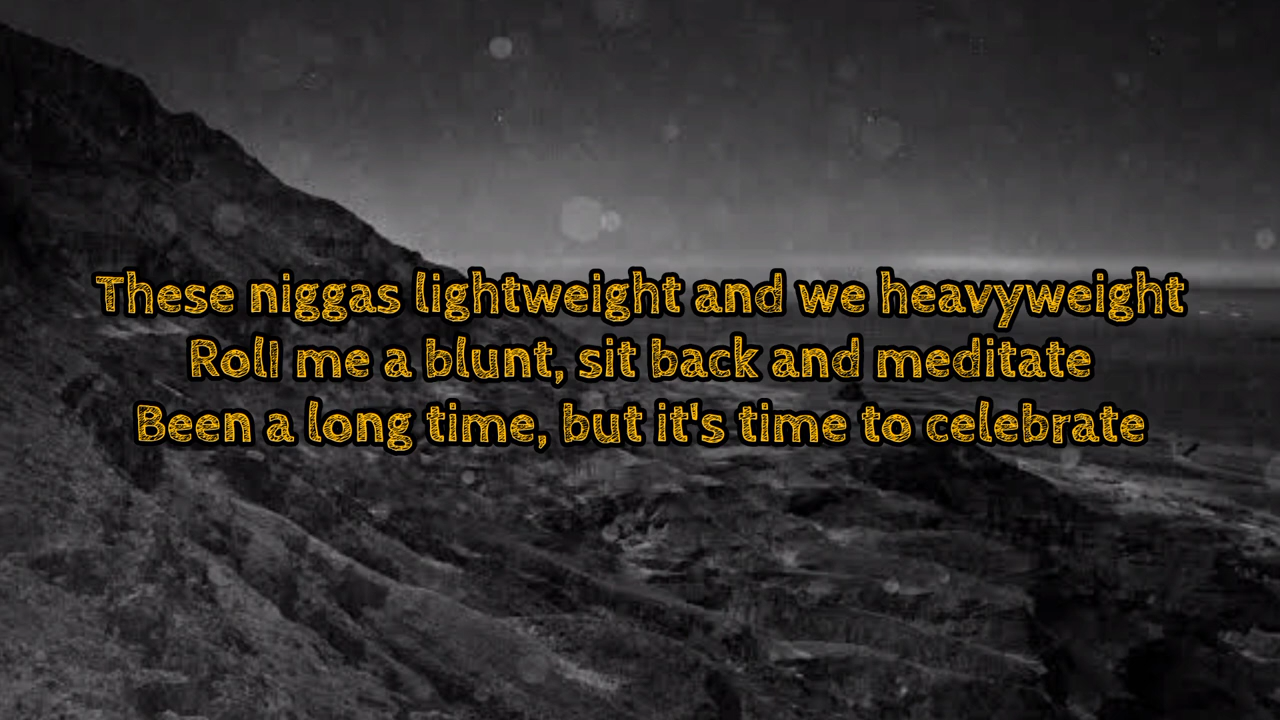 These niggas lightweight and we heavyweight
Roll me a blunt, sit back and meditate
Been a long time, but it's time to celebrate